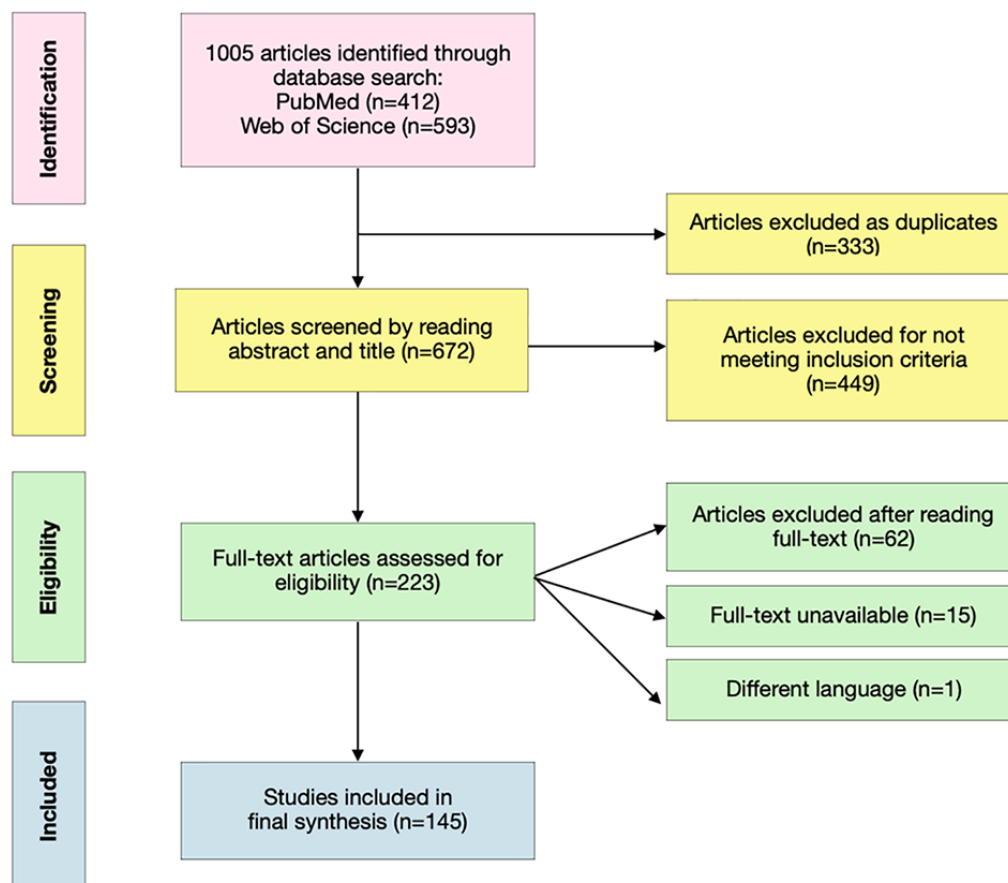 Identification
1005 articles identified through
database search:
PubMed (n=412)
Web of Science (n=593)
Articles excluded as duplicates
(n=333)
Screening
Articles screened by reading
abstract and title (n=672)
Articles excluded for not
meeting inclusion criteria
(n=449)
Eligibility
Full-text articles assessed for
eligibility (n=223)
Articles excluded after reading
full-text (n=62)
Full-text unavailable (n=15)
Different language (n=1)
Included
Studies included in
final synthesis (n=145)